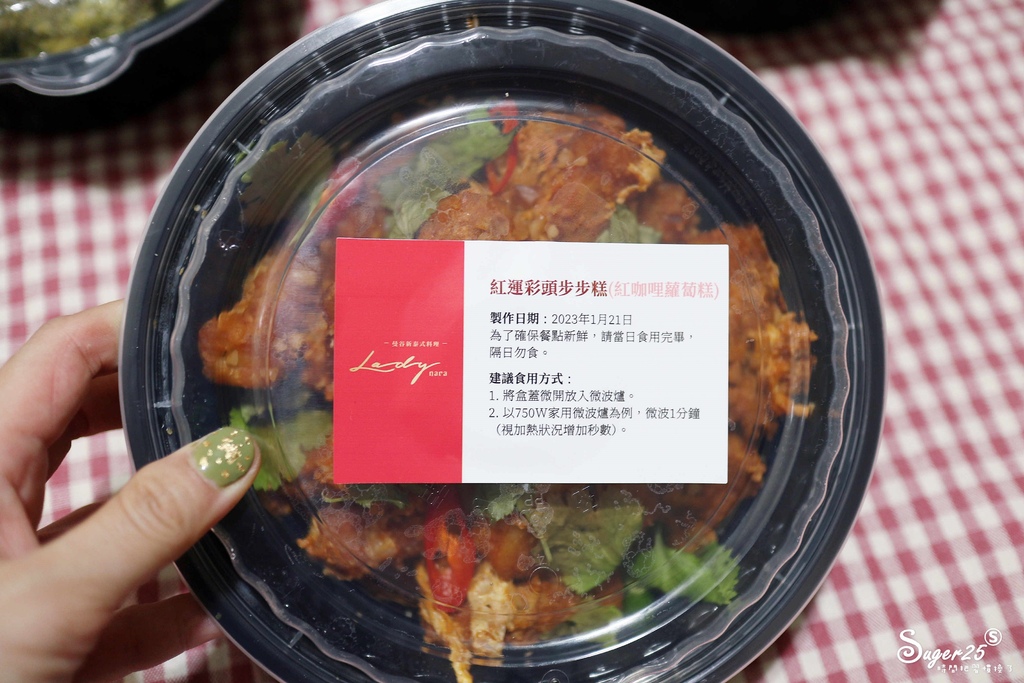 紅運彩頭步步糕(紅咖哩蘿蔔糕)
製作日期：2023年1月21日
為了確保餐點新鮮，請當日食用完畢，
隔日勿食。
建議食用方式：
1. 將盒蓋微開放入微波爐。
2. 以750W家用微波爐為例，微波1分鐘
（視加熱狀況增加秒數）。
曼谷新泰式料理
Lady
nara
Suger25
S